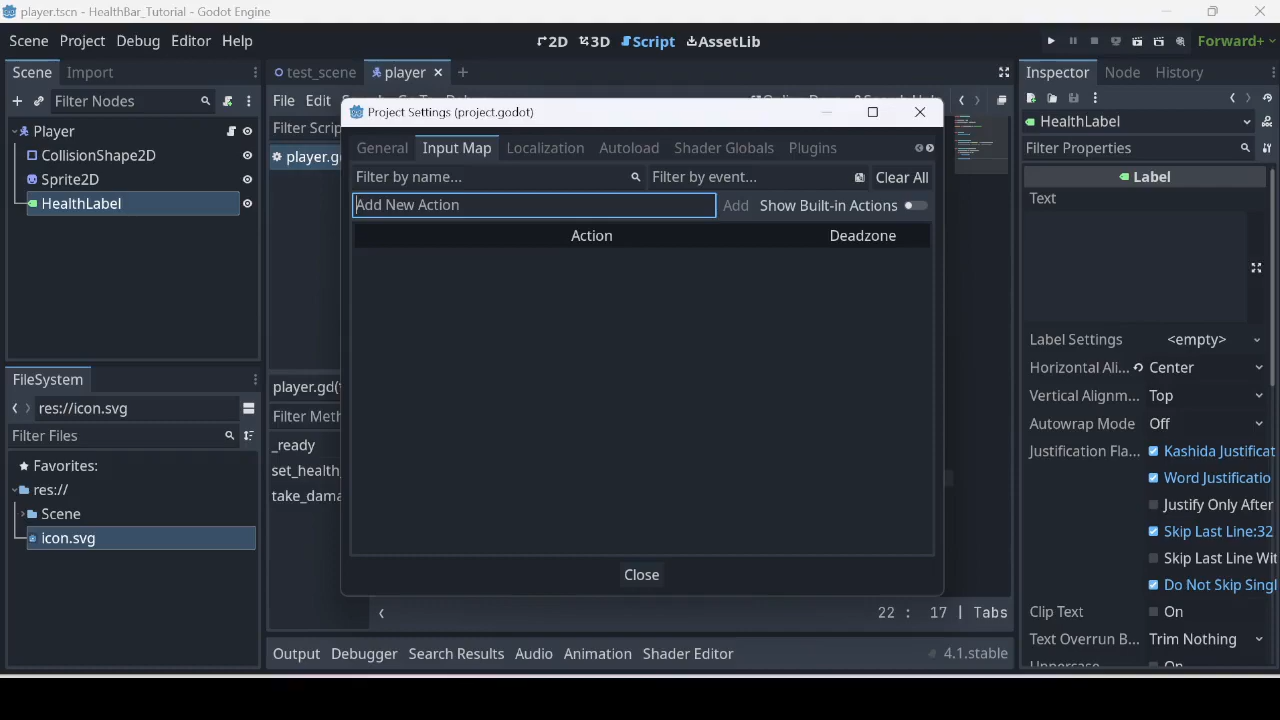 player.tscn - HealthBar_Tutorial - Godot Engine
Scene Project Debug Editor Help
2D 3D Script AssetLib
Forward+
Scene Import
test_scene player
Inspector Node History
Filter Nodes
File Edit
HealthLabel
Filter Scrip
Filter Properties
Player
CollisionShape2D
Sprite2D
HealthLabel
player.g
Project Settings (project.godot)
General Input Map Localization Autoload Shader Globals Plugins
Filter by name... Filter by event... Clear All
Add New Action Add Show Built-in Actions
Action Deadzone
Close
Label
Text
Label Settings <empty>
Horizontal Ali... Center
Vertical Alignm... Top
Autowrap Mode Off
Justification Fla... Kashida Justificat
Word Justificatio
Justify Only After
Skip Last Line:32
Skip Last Line Wit
Do Not Skip Singl
Clip Text On
Text Overrun B... Trim Nothing
Uppercase On
FileSystem
res://icon.svg
Filter Files
Favorites:
res://
Scene
icon.svg
player.gd(
Filter Meth
_ready
set_health_
take_dama
22 : 17 | Tabs
Output Debugger Search Results Audio Animation Shader Editor
4.1.stable